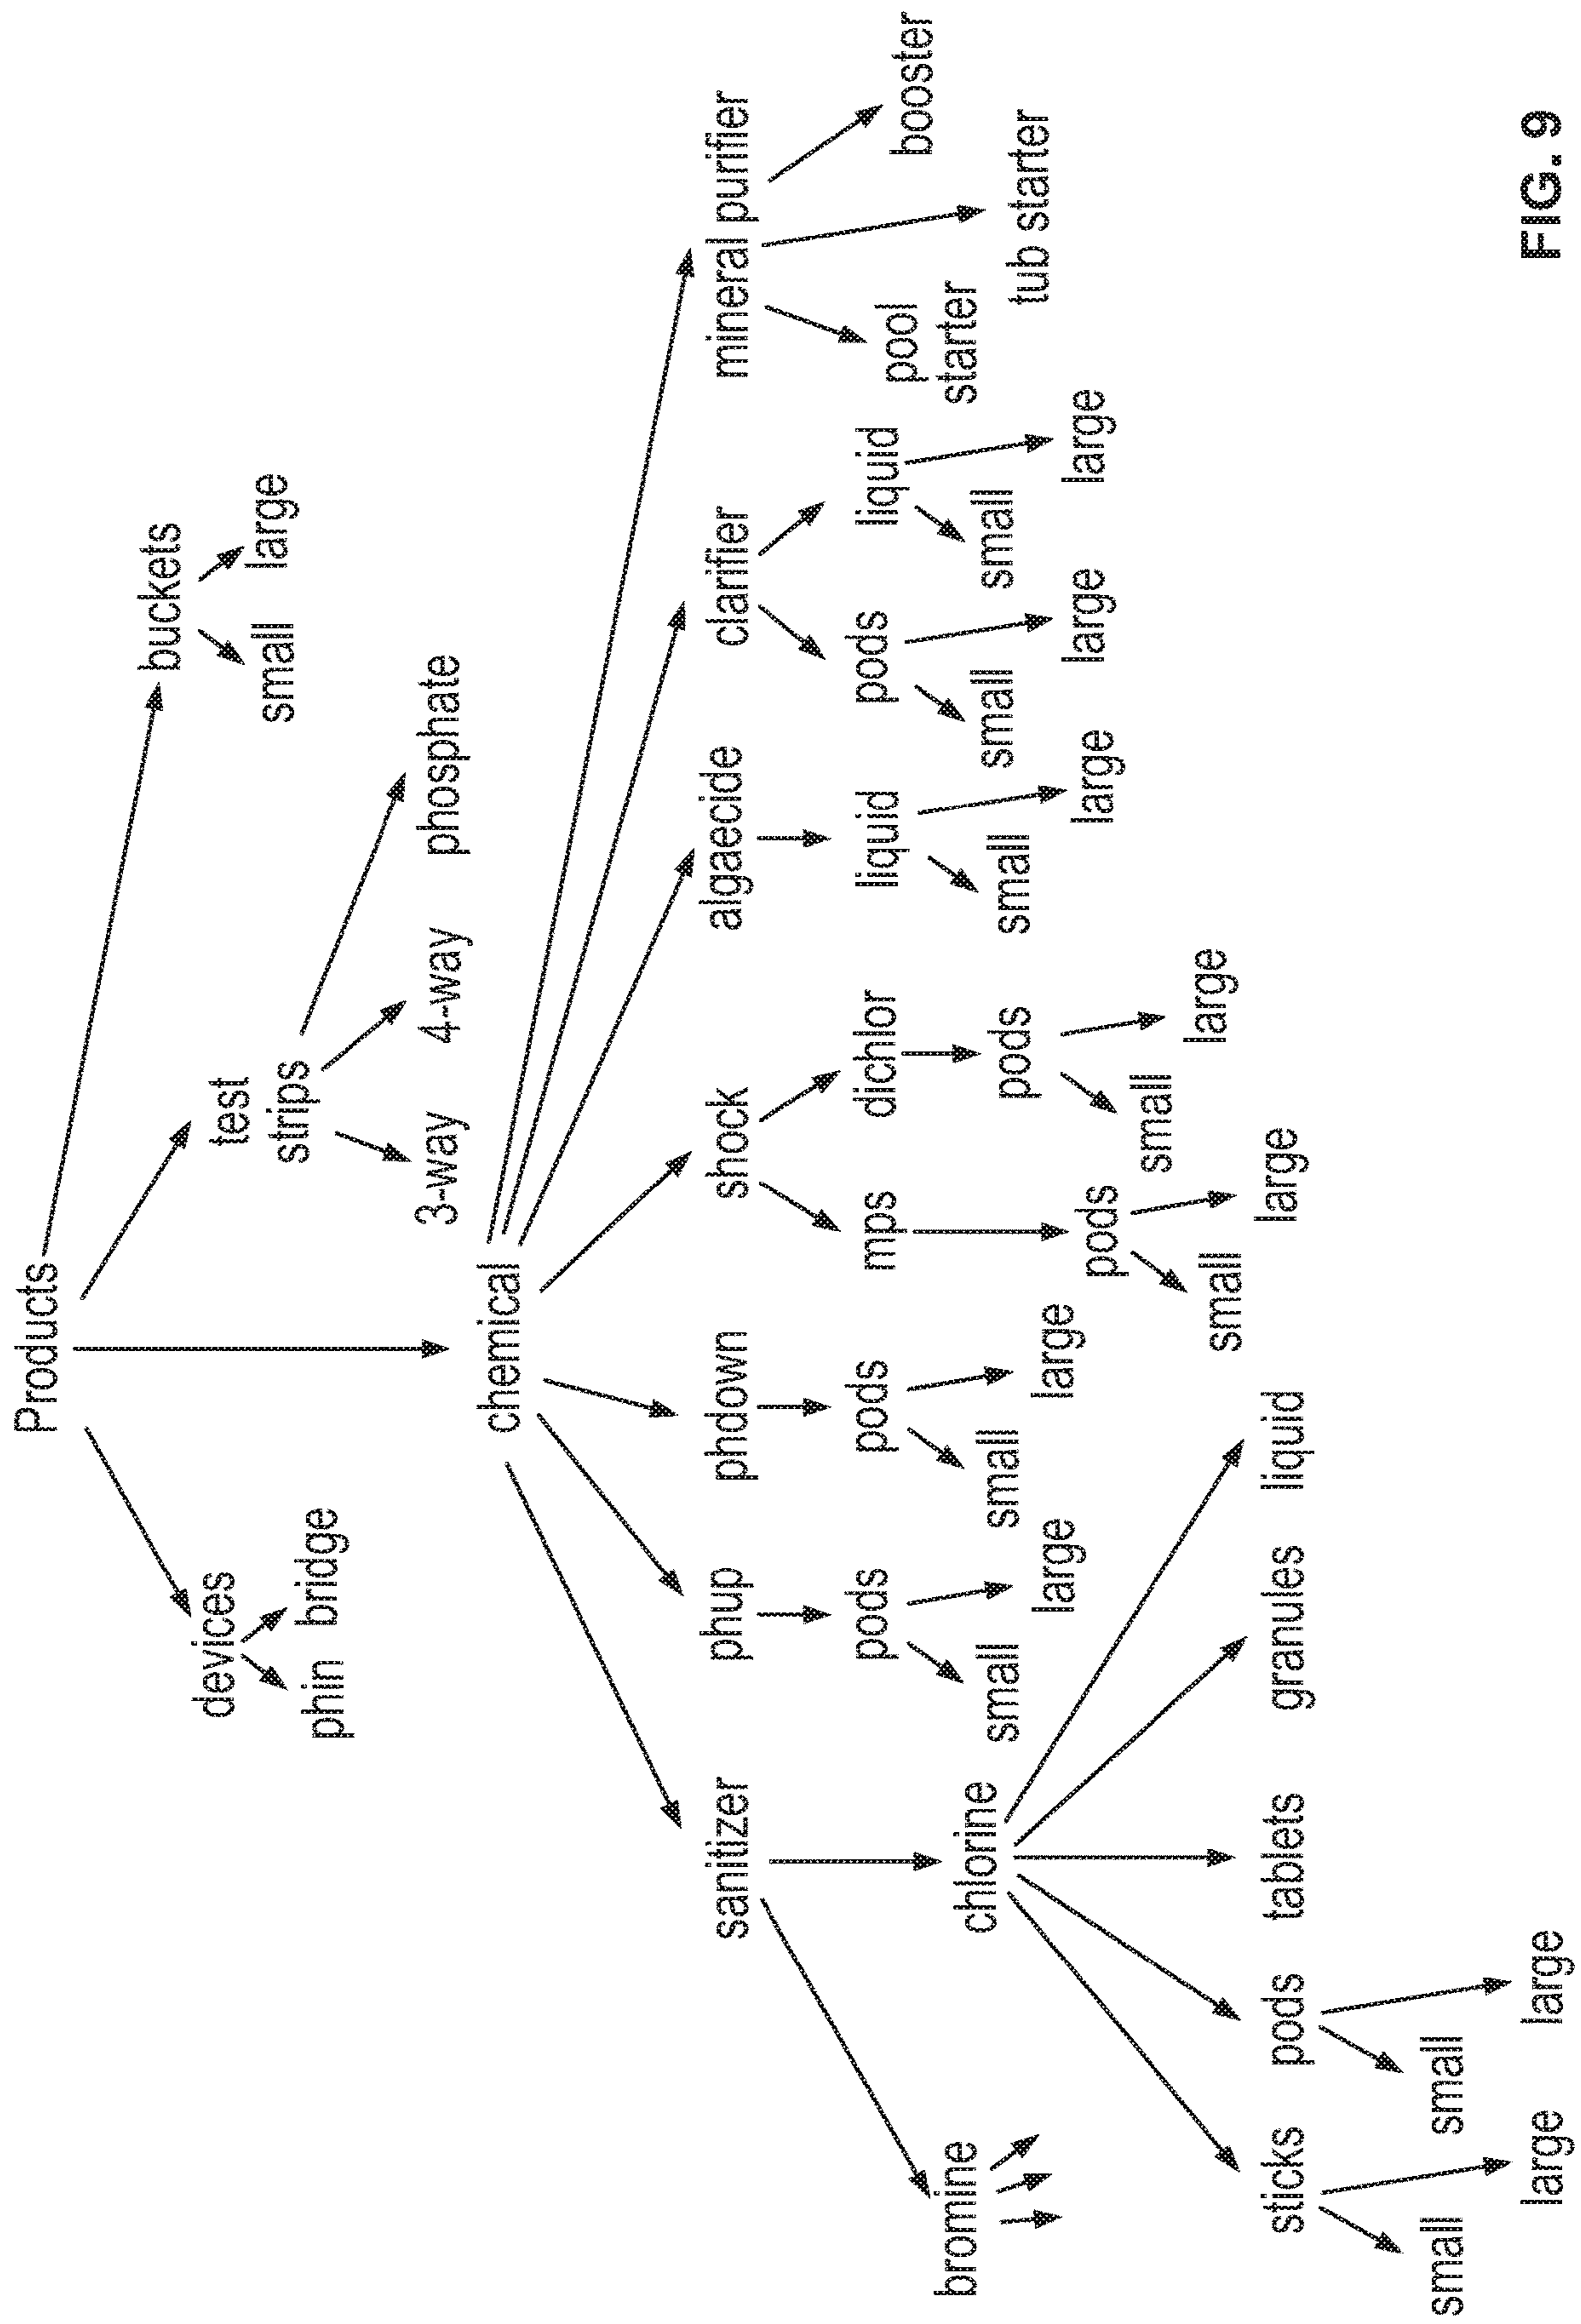 Products
devices
test
strips
buckets
phin
bridge
small
large
3-way
4-way
phosphate
chemical
sanitizer
phup
phdown
shock
algaecide
clarifier
mineral purifier
bromine
chlorine
pods
small
large
pods
small
large
mps
dichlor
pods
small
large
pods
small
large
liquid
small
large
pods
small
large
liquid
small
large
pool
starter
tub starter
booster
sticks
pods
tablets
granules
liquid
small
large
small
large
FIG. 9